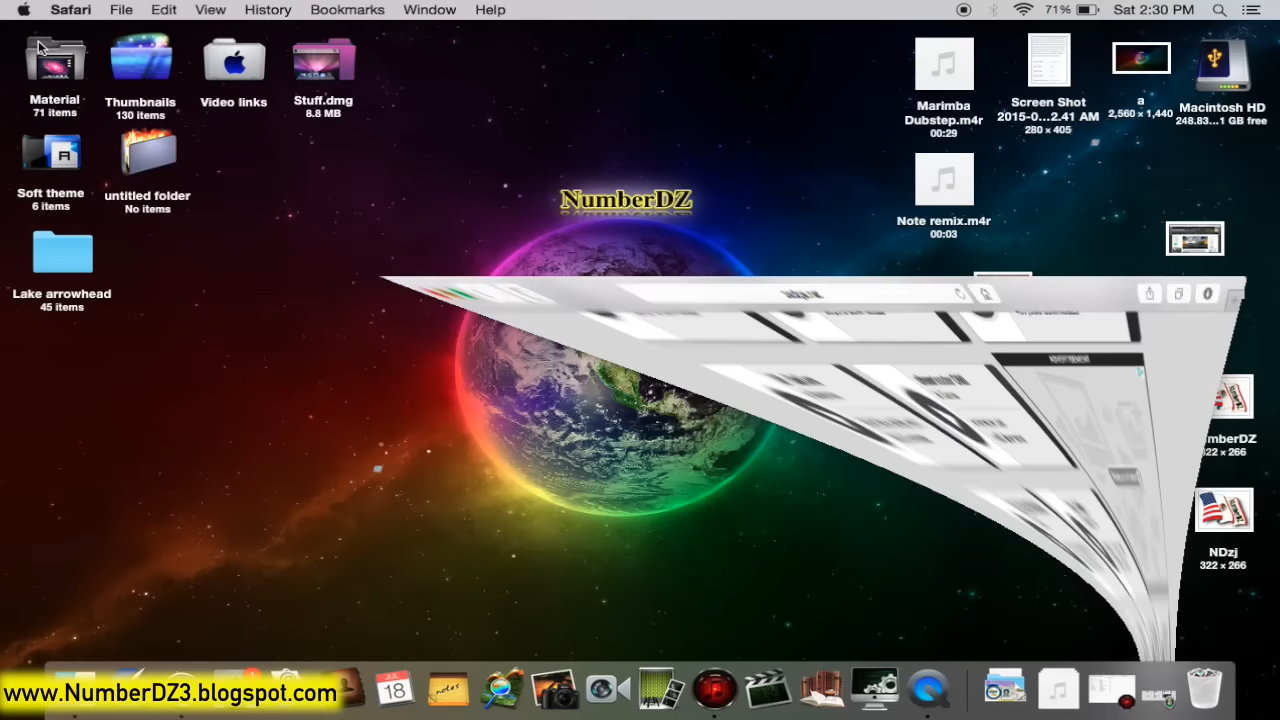 Safari File Edit View History Bookmarks Window Help 71% Sat 2:30 PM
Material
71 items
Thumbnails
130 items
Video links
Stuff.dmg
8.8 MB
Soft theme
6 items
untitled folder
No items
Lake arrowhead
45 items
NumberDZ
Marimba
Dubstep.m4r
00:29
Screen Shot
2015-0...2.41 AM
280 × 405
a
2,560 × 1,440
Macintosh HD
248.83...1 GB free
Note remix.m4r
00:03
mberDZ
22 × 266
NDzj
322 × 266
JUL
18
notes
www.NumberDZ3.blogspot.com